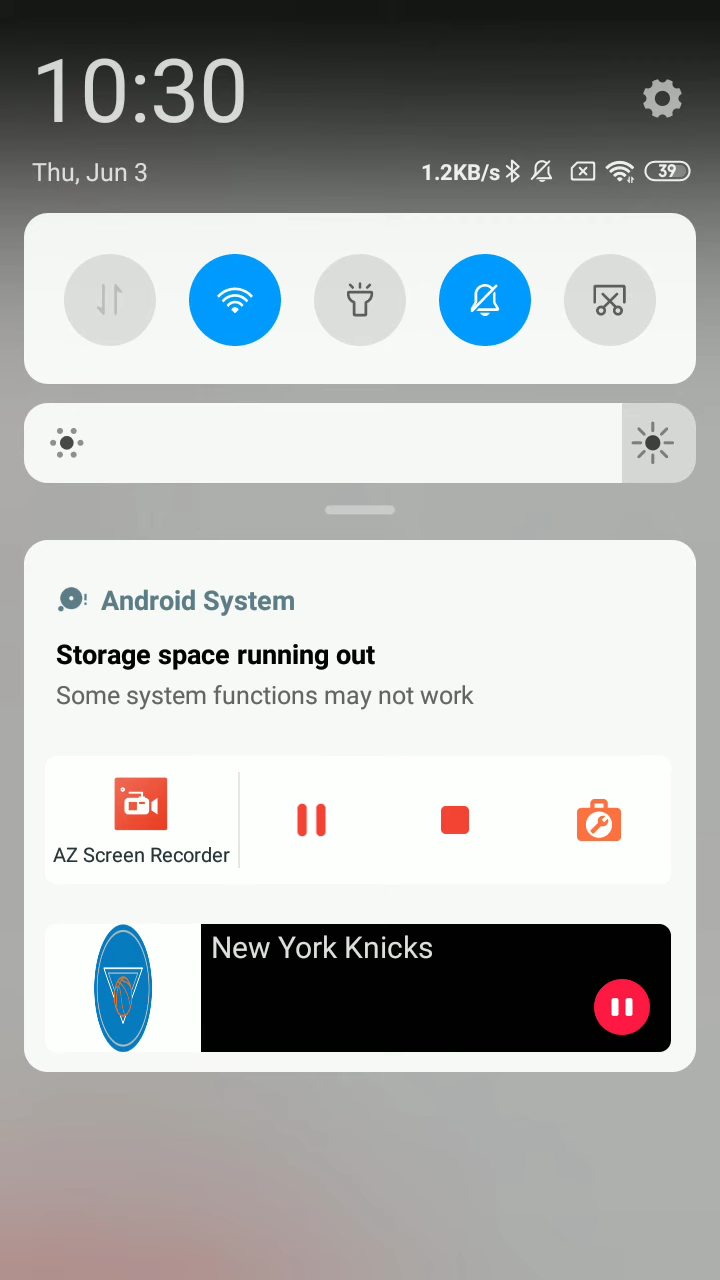 10:30
Thu, Jun 3
1.2KB/s
39
Android System
Storage space running out
Some system functions may not work
AZ Screen Recorder
New York Knicks